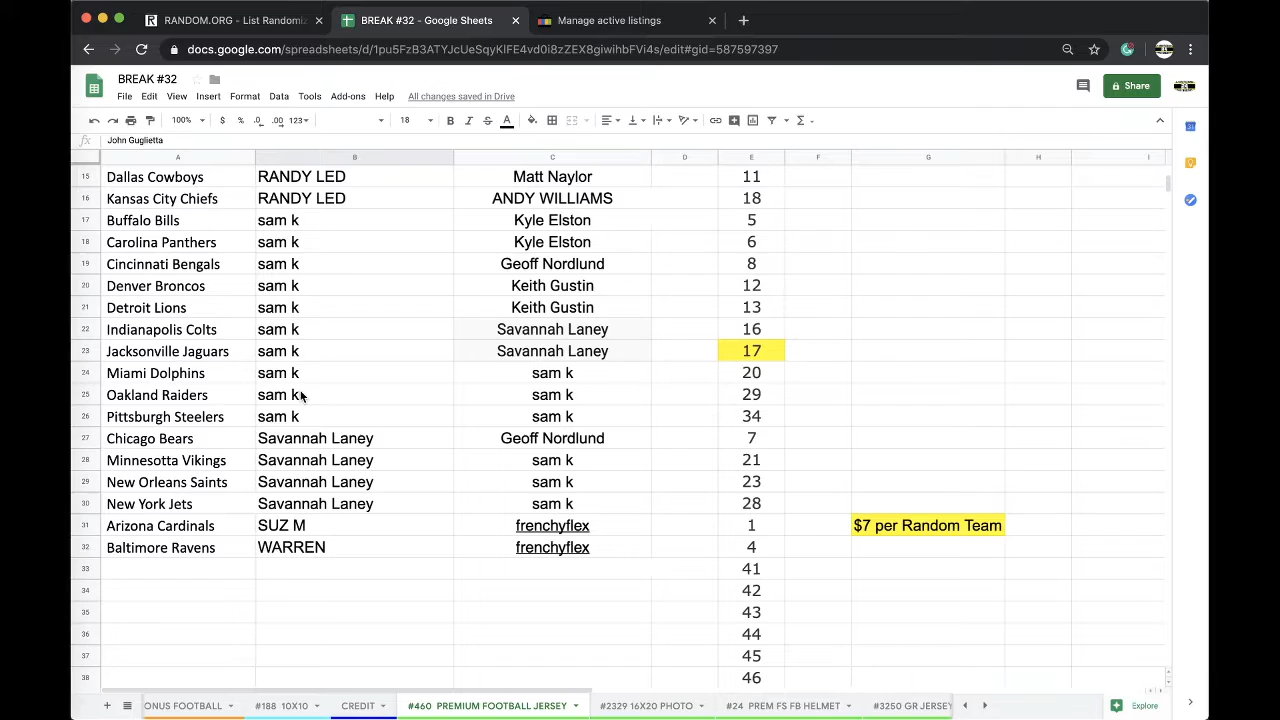 RANDOM.ORG - List Randomiz
BREAK #32 - Google Sheets
Manage active listings
docs.google.com/spreadsheets/d/1pu5FzB3ATYJcUeSqyKlFE4vd0i8zZEX8giwihbFVi4s/edit#gid=587597397
BREAK #32
File Edit View Insert Format Data Tools Add-ons Help All changes saved in Drive
Share
100% $ % .0 .00 123 18 B I S A
fx John Guglietta
A B C D E F G H I
15 Dallas Cowboys RANDY LED Matt Naylor 11
16 Kansas City Chiefs RANDY LED ANDY WILLIAMS 18
17 Buffalo Bills sam k Kyle Elston 5
18 Carolina Panthers sam k Kyle Elston 6
19 Cincinnati Bengals sam k Geoff Nordlund 8
20 Denver Broncos sam k Keith Gustin 12
21 Detroit Lions sam k Keith Gustin 13
22 Indianapolis Colts sam k Savannah Laney 16
23 Jacksonville Jaguars sam k Savannah Laney 17
24 Miami Dolphins sam k sam k 20
25 Oakland Raiders sam k sam k 29
26 Pittsburgh Steelers sam k sam k 34
27 Chicago Bears Savannah Laney Geoff Nordlund 7
28 Minnesotta Vikings Savannah Laney sam k 21
29 New Orleans Saints Savannah Laney sam k 23
30 New York Jets Savannah Laney sam k 28
31 Arizona Cardinals SUZ M frenchyflex 1 $7 per Random Team
32 Baltimore Ravens WARREN frenchyflex 4
33 41
34 42
35 43
36 44
37 45
38 46
ONUS FOOTBALL #188 10X10 CREDIT #460 PREMIUM FOOTBALL JERSEY #2329 16X20 PHOTO #24 PREM FS FB HELMET #3250 GR JERSEY Explore